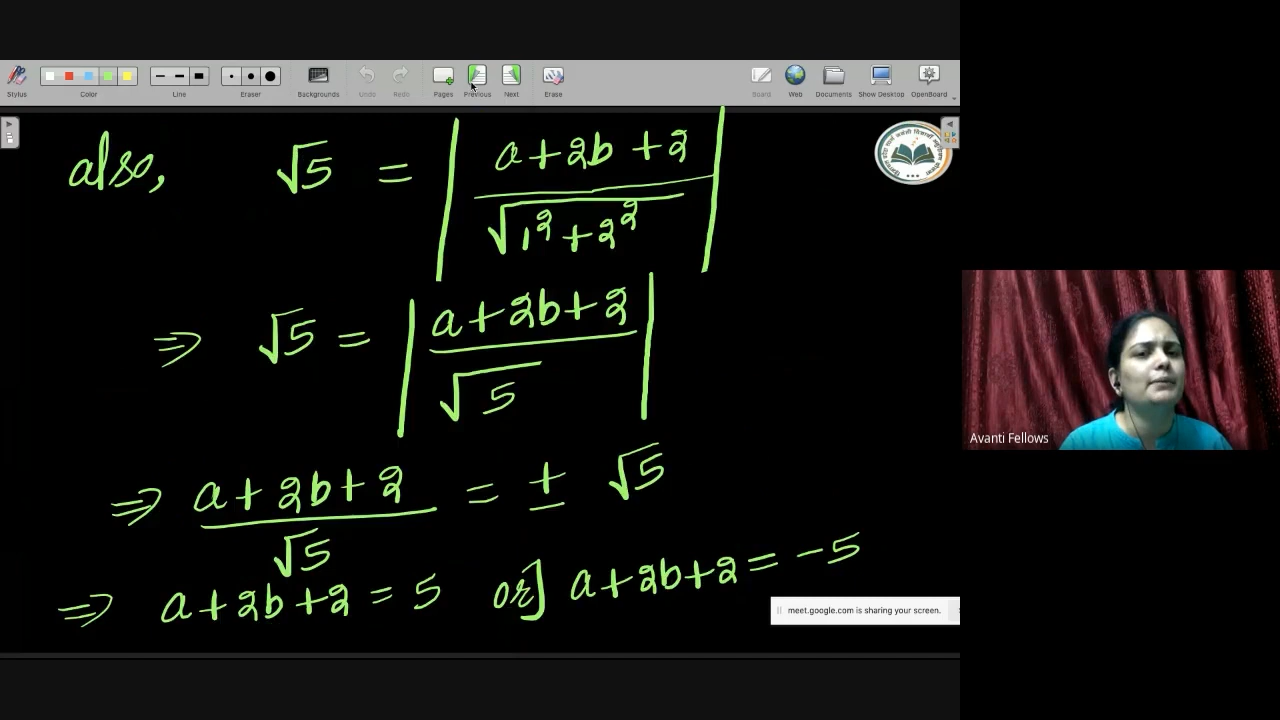 Stylus Color Line Eraser Backgrounds Undo Redo Pages Previous Next Erase Board Web Documents Show Desktop OpenBoard
also, √5 = | a+2b+2 / √1²+2² |
⇒ √5 = | a+2b+2 / √5 |
Avanti Fellows
⇒ a+2b+2 / √5 = ± √5
⇒ a+2b+2 = 5 or] a+2b+2 = -5
meet.google.com is sharing your screen.